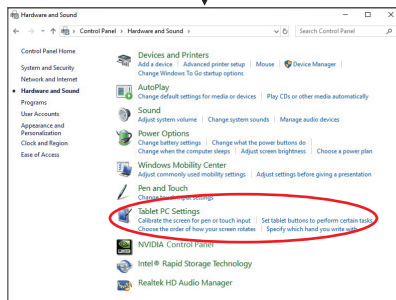 Hardware and Sound
Control Panel > Hardware and Sound >
Search Control Panel
Control Panel Home
System and Security
Network and Internet
Hardware and Sound
Programs
User Accounts
Appearance and
Personalization
Clock and Region
Ease of Access
Devices and Printers
Add a device | Advanced printer setup | Mouse | Device Manager |
Change Windows To Go startup options
AutoPlay
Change default settings for media or devices | Play CDs or other media automatically
Sound
Adjust system volume | Change system sounds | Manage audio devices
Power Options
Change battery settings | Change what the power buttons do |
Change when the computer sleeps | Adjust screen brightness | Choose a power plan
Windows Mobility Center
Adjust commonly used mobility settings | Adjust settings before giving a presentation
Pen and Touch
Change touch input settings
Tablet PC Settings
Calibrate the screen for pen or touch input | Set tablet buttons to perform certain tasks
Choose the order of how your screen rotates | Specify which hand you write with
NVIDIA Control Panel
Intel® Rapid Storage Technology
Realtek HD Audio Manager